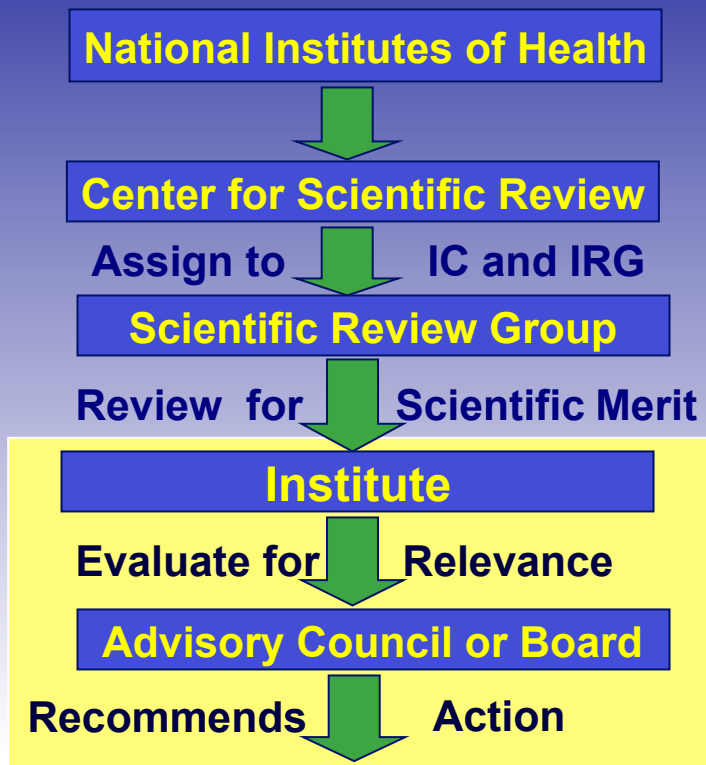 National Institutes of Health
Center for Scientific Review
Assign to IC and IRG
Scientific Review Group
Review for Scientific Merit
Institute
Evaluate for Relevance
Advisory Council or Board
Recommends Action